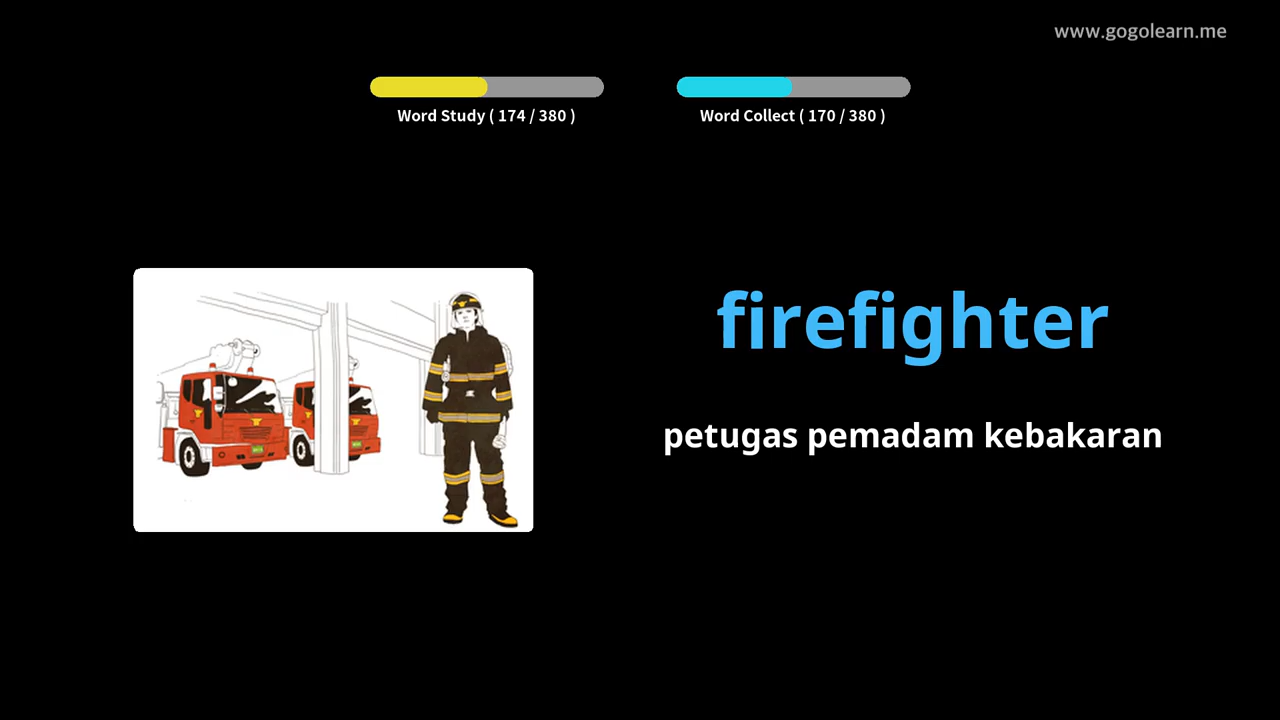 www.gogolearn.me
Word Study ( 174 / 380 )
Word Collect ( 170 / 380 )
firefighter
petugas pemadam kebakaran